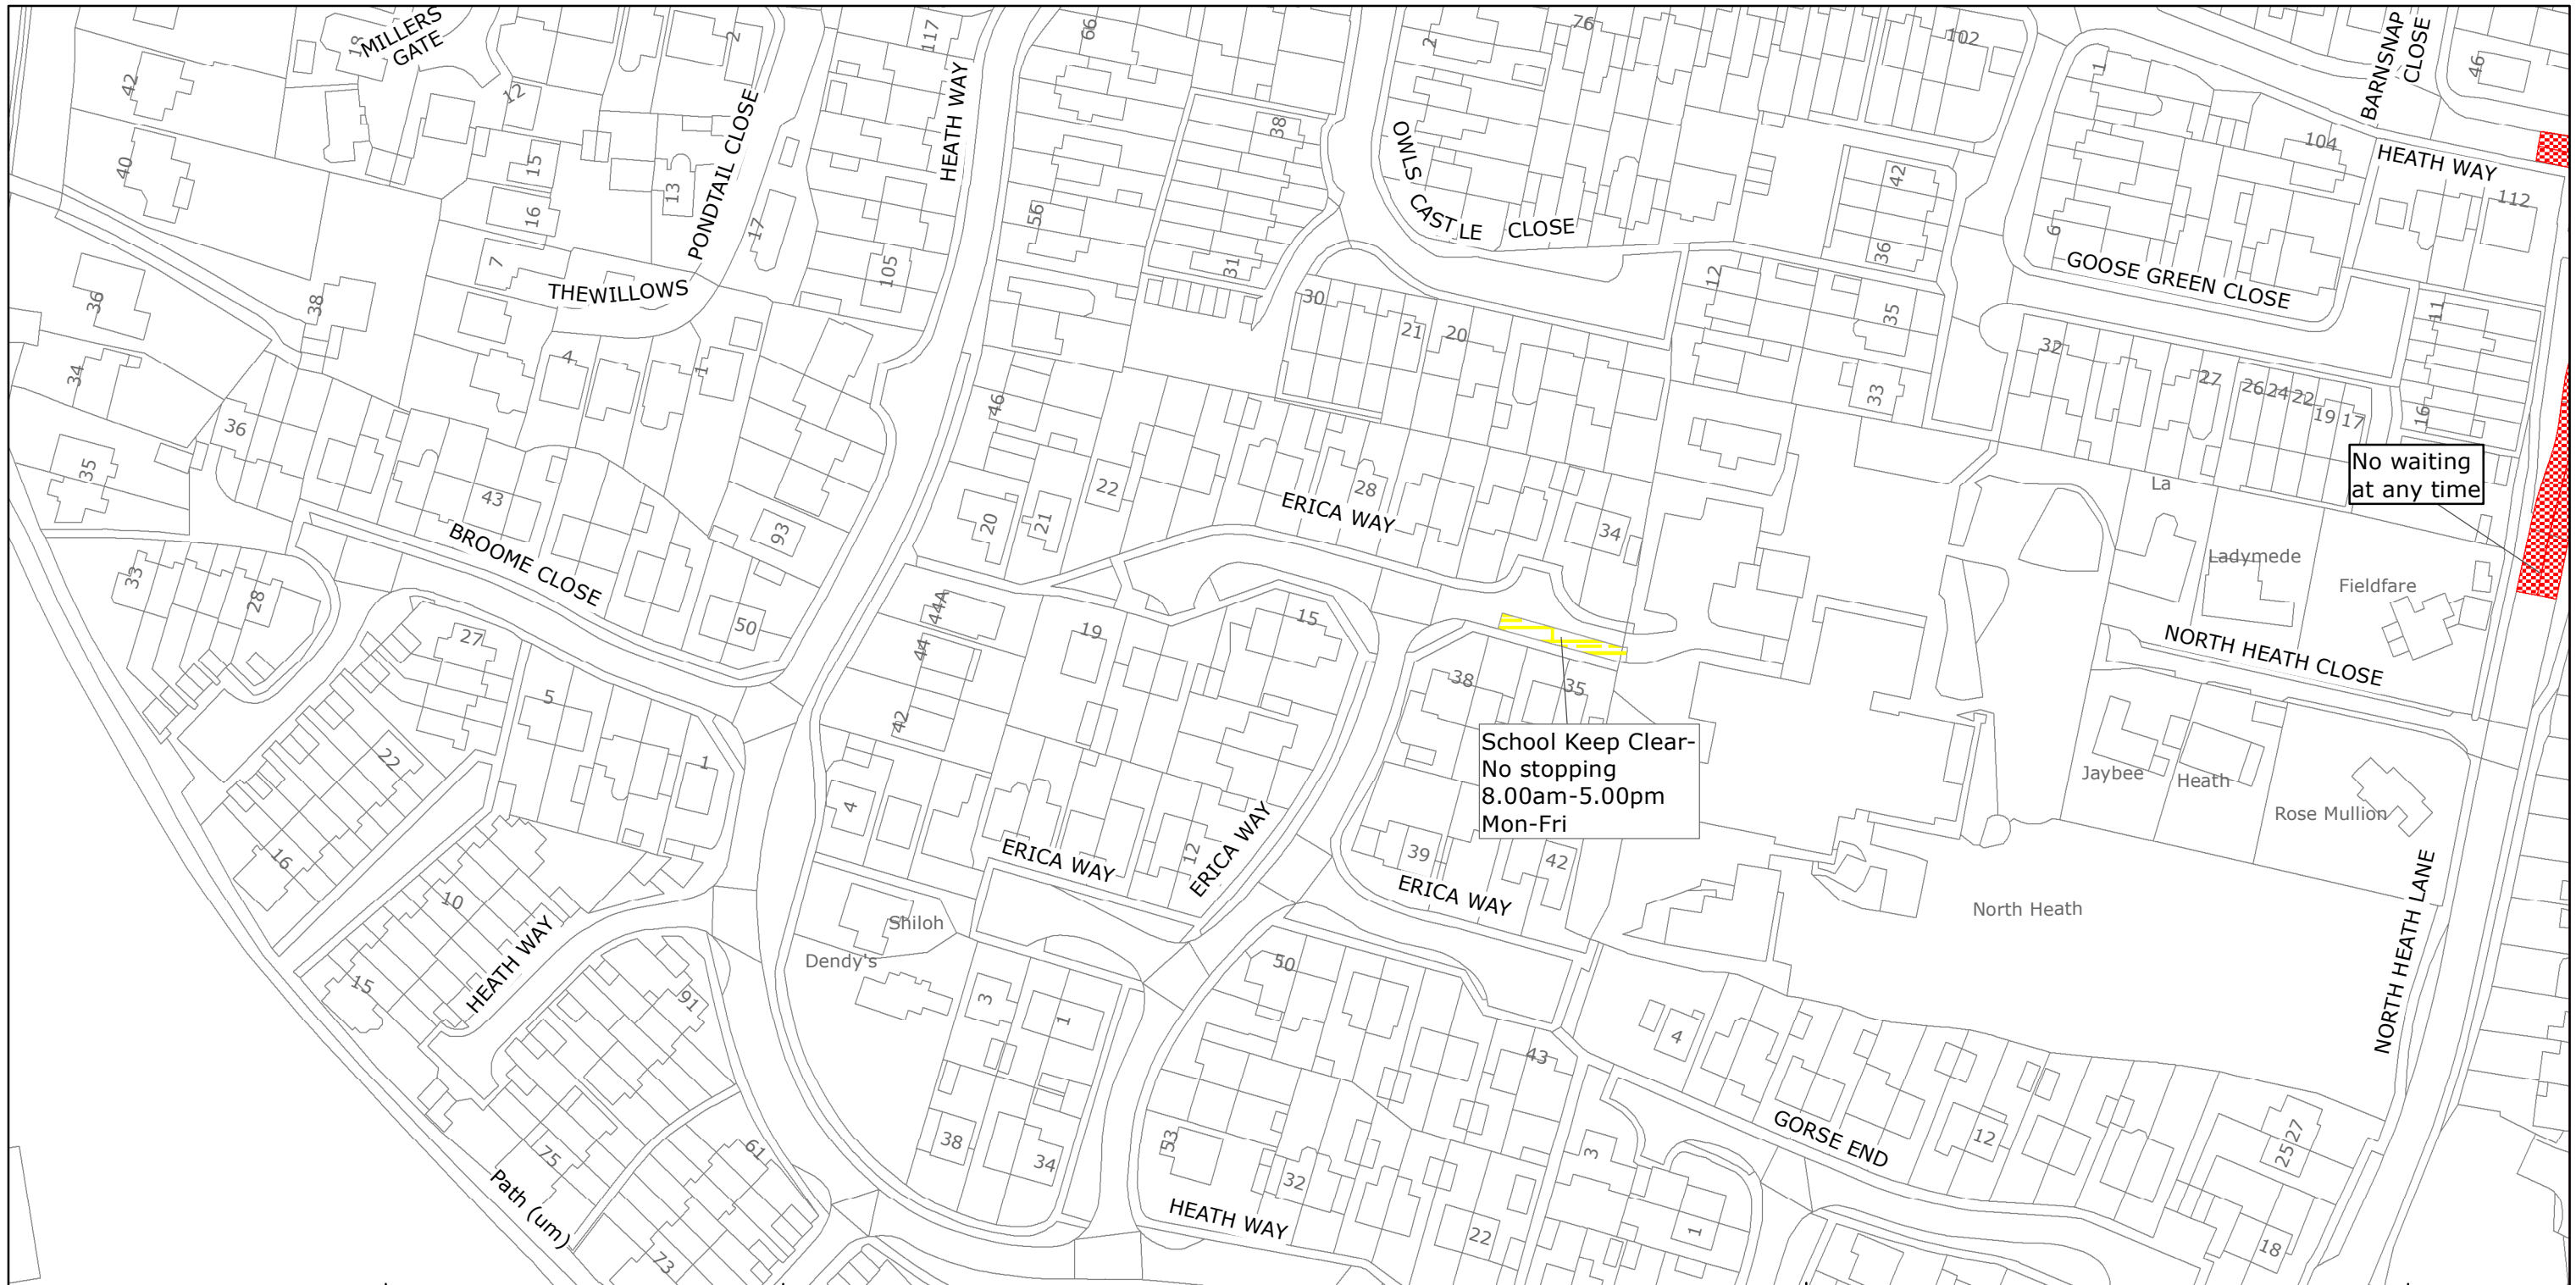 MILLERS
GATE
18
2
117
HEATH WAY
66
2
76
102
1
BARNSNAP
CLOSE
46
42
12
PONDTAIL CLOSE
40
15
13
16
17
7
THEWILLOWS
105
56
38
31
OWLS
CASTLE CLOSE
42
36
6
GOOSE GREEN CLOSE
104
HEATH WAY
112
36
38
34
4
1
46
30
21
20
12
35
33
32
27
26
24
22
19
17
11
16
No waiting
at any time
36
35
43
BROOME CLOSE
93
50
20
21
22
ERICA WAY
28
34
La
Ladymede
Fieldfare
NORTH HEATH CLOSE
33
28
27
5
1
44A
44
42
19
15
38
35
School Keep Clear-
No stopping
8.00am-5.00pm
Mon-Fri
Jaybee
Heath
Rose Mullion
22
16
10
15
HEATH WAY
91
4
ERICA WAY
12
ERICA WAY
39
42
ERICA WAY
North Heath
NORTH HEATH LANE
Shiloh
Dendy's
3
1
50
43
4
GORSE END
12
2527
38
34
53
32
HEATH WAY
22
3
1
18
75
61
73
Path (um)